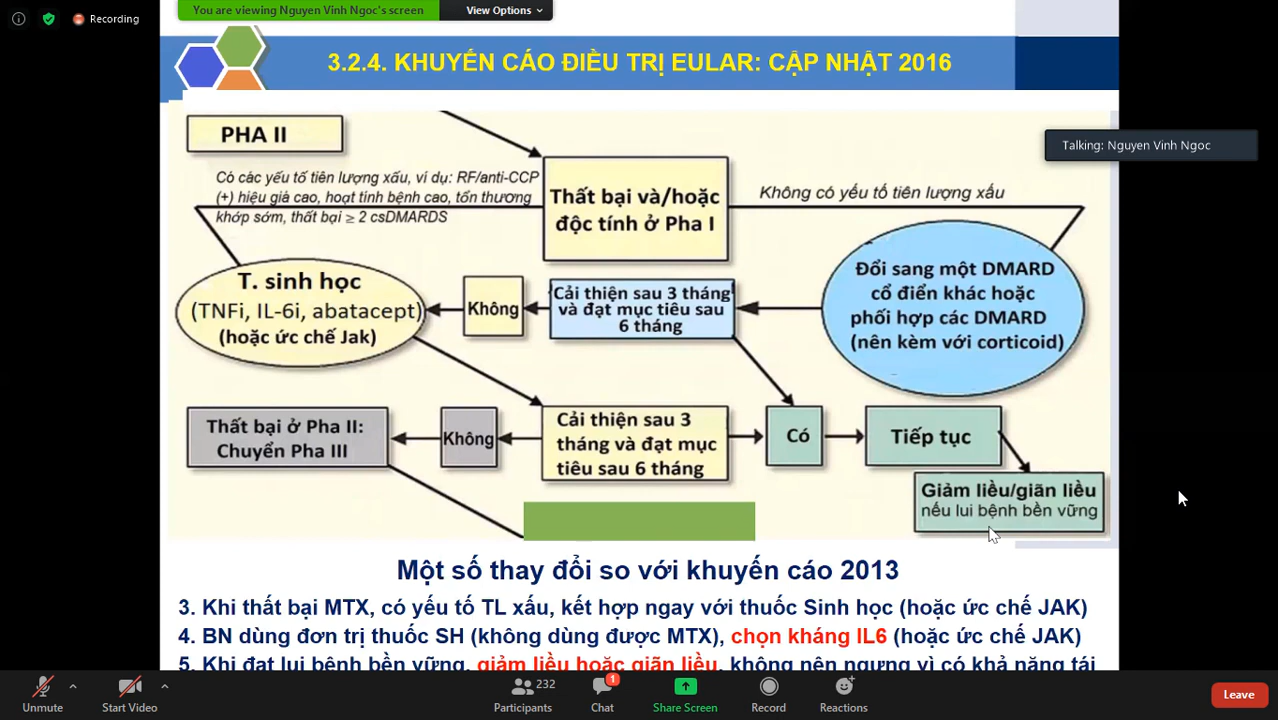 You are viewing Nguyen Vinh Ngoc's screen
View Options
Recording
3.2.4. KHUYẾN CÁO ĐIỀU TRỊ EULAR: CẬP NHẬT 2016
PHA II
Talking: Nguyen Vinh Ngoc
Có các yếu tố tiên lượng xấu, ví dụ: RF/anti-CCP
(+) hiệu giá cao, hoạt tính bệnh cao, tổn thương
khớp sớm, thất bại ≥ 2 csDMARDS
Thất bại và/hoặc
độc tính ở Pha I
Không có yếu tố tiên lượng xấu
T. sinh học
(TNFi, IL-6i, abatacept)
(hoặc ức chế Jak)
Không
Cải thiện sau 3 tháng
và đạt mục tiêu sau
6 tháng
Đổi sang một DMARD
cổ điển khác hoặc
phối hợp các DMARD
(nên kèm với corticoid)
Thất bại ở Pha II:
Chuyển Pha III
Không
Cải thiện sau 3
tháng và đạt mục
tiêu sau 6 tháng
Có
Tiếp tục
Giảm liều/giãn liều
nếu lui bệnh bền vững
Một số thay đổi so với khuyến cáo 2013
3. Khi thất bại MTX, có yếu tố TL xấu, kết hợp ngay với thuốc Sinh học (hoặc ức chế JAK)
4. BN dùng đơn trị thuốc SH (không dùng được MTX), chọn kháng IL6 (hoặc ức chế JAK)
5. Khi đạt lui bệnh bền vững, giảm liều hoặc giãn liều, không nên ngưng vì có khả năng tái
Unmute
Start Video
232
Participants
1
Chat
Share Screen
Record
Reactions
Leave